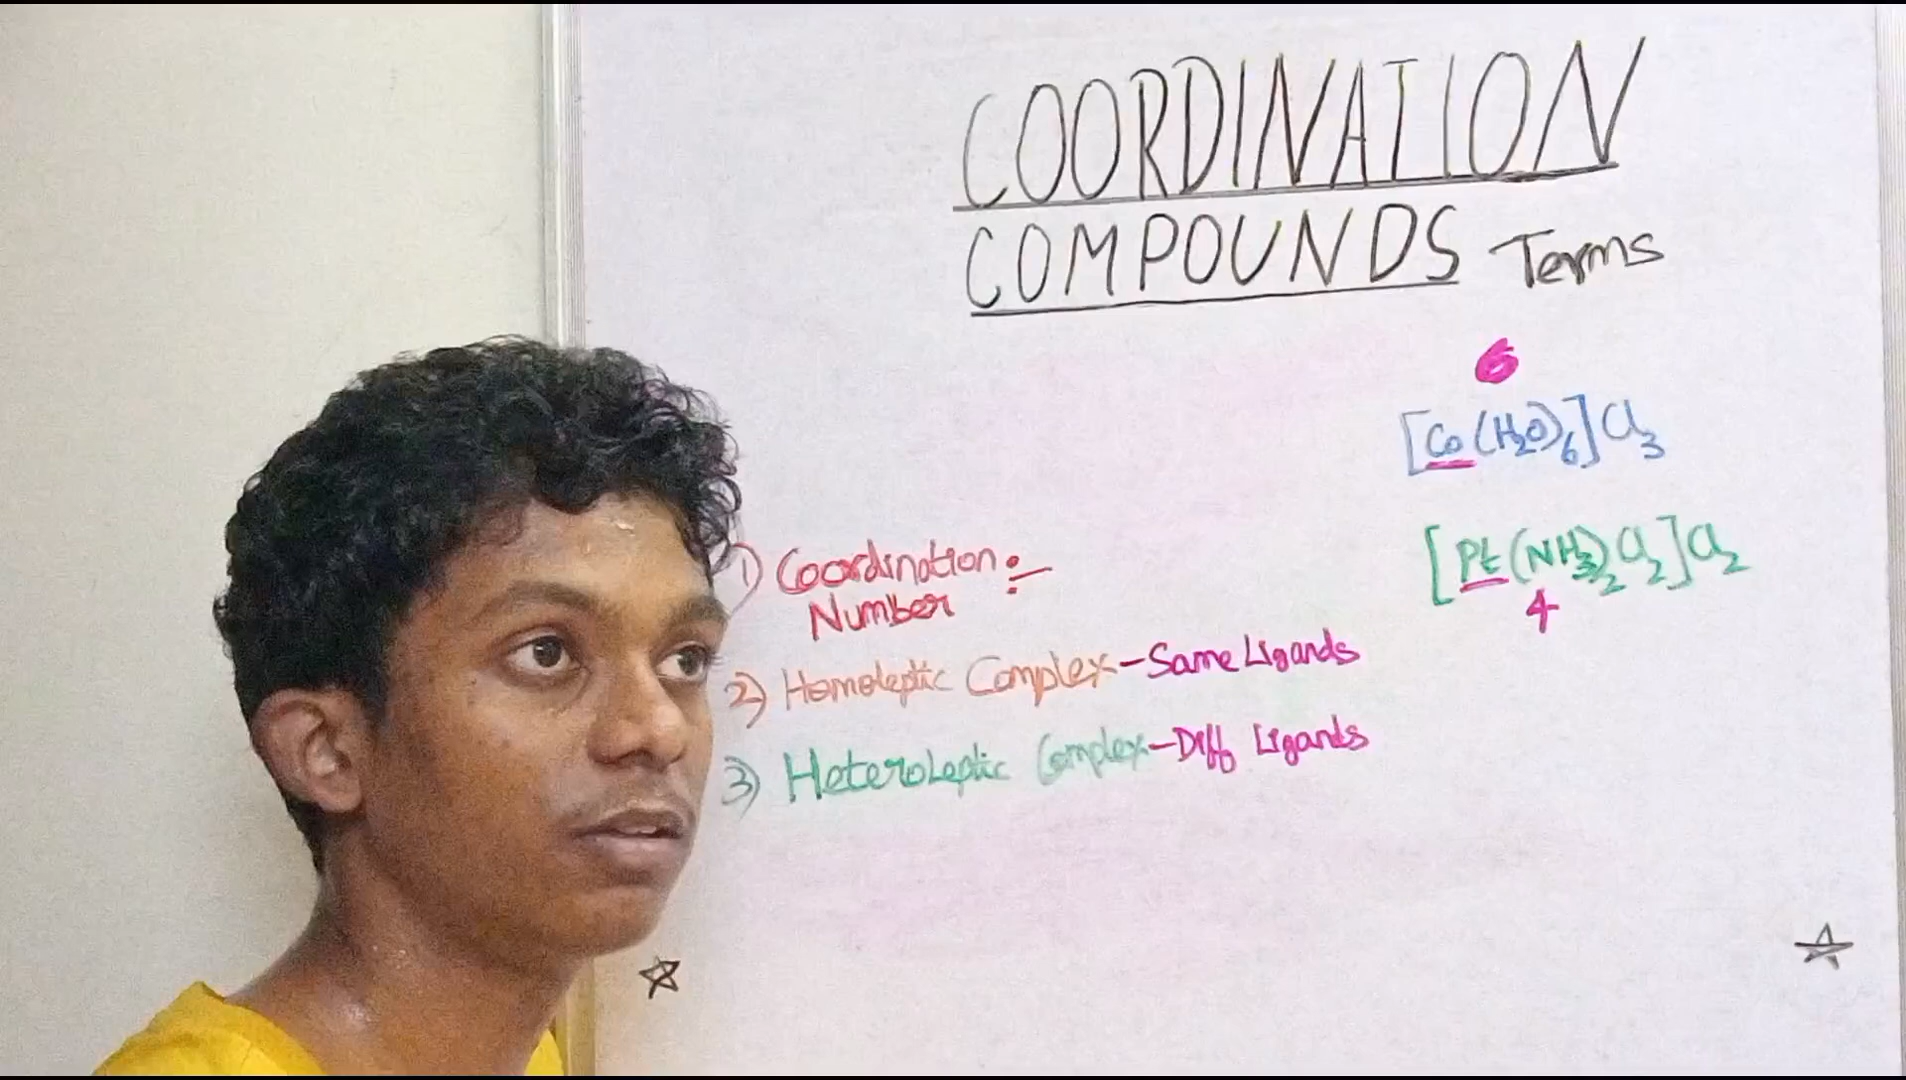 COORDINATION
COMPOUNDS Terms
6
[Co(H₂O)₆]Cl₃
[Pt(NH₃)₂Cl₂]Cl₂
4
1) Coordination :-
Number
2) Homoleptic Complex - Same Ligands
3) Heteroleptic Complex - Diff Ligands